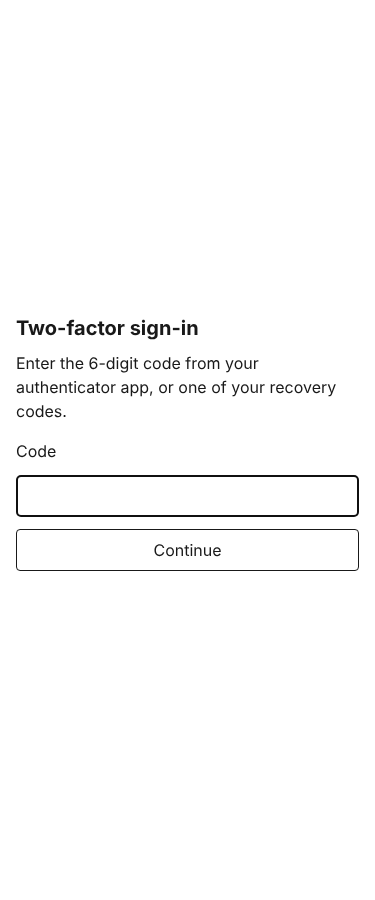 Two-factor sign-in
Enter the 6-digit code from your
authenticator app, or one of your recovery
codes.
Code
Continue